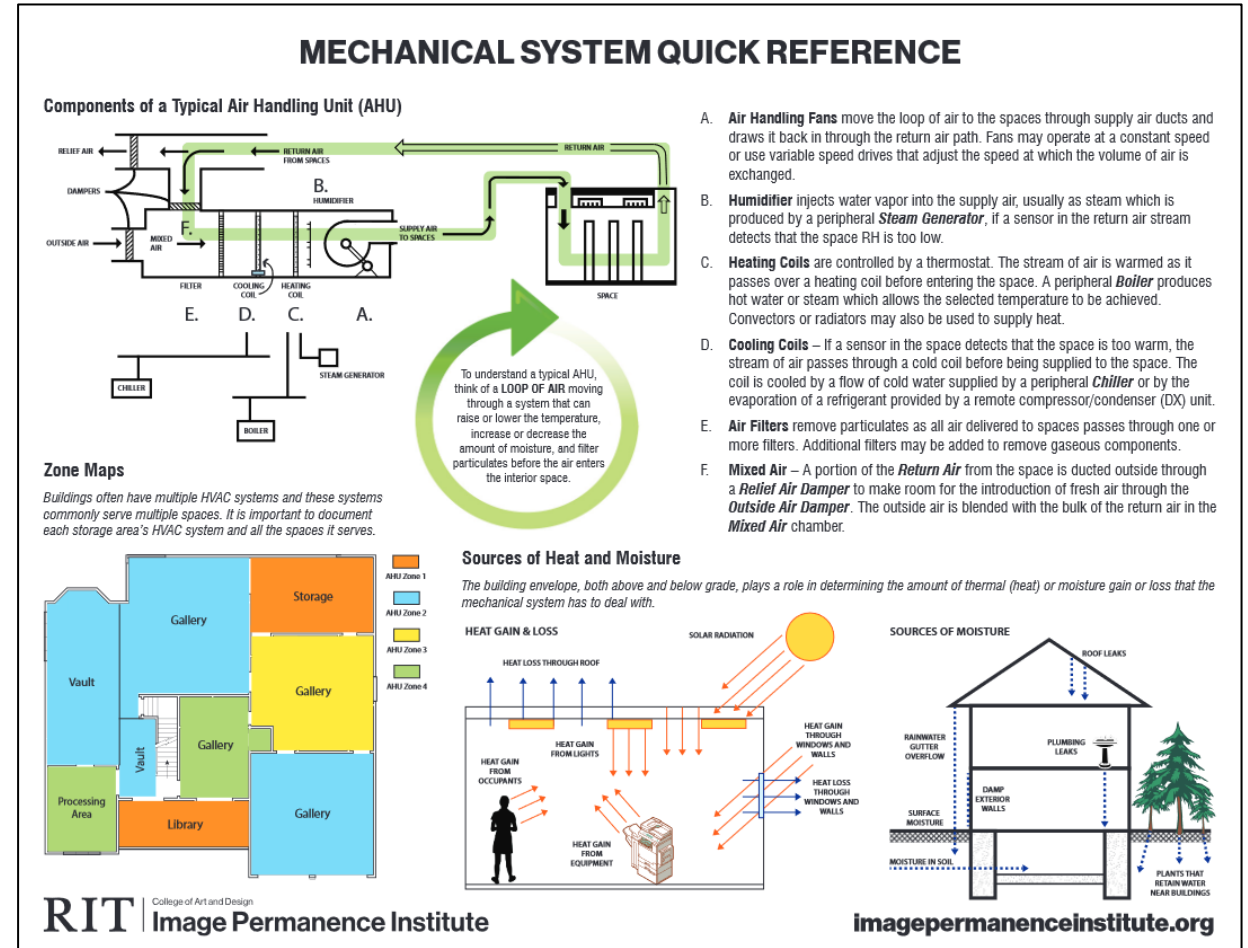 MECHANICAL SYSTEM QUICK REFERENCE
Components of a Typical Air Handling Unit (AHU)
RELIEF AIR
RETURN AIR
FROM SPACES
RETURN AIR
DAMPERS
B.
HUMIDIFIER
OUTSIDE AIR
MIXED
AIR
F.
SUPPLY AIR
TO SPACES
FILTER
COOLING
COIL
HEATING
COIL
SPACE
E.
D.
C.
A.
CHILLER
STEAM GENERATOR
BOILER
To understand a typical AHU,
think of a LOOP OF AIR moving
through a system that can
raise or lower the temperature,
increase or decrease the
amount of moisture, and filter
particulates before the air enters
the interior space.
A. Air Handling Fans move the loop of air to the spaces through supply air ducts and
draws it back in through the return air path. Fans may operate at a constant speed
or use variable speed drives that adjust the speed at which the volume of air is
exchanged.
B. Humidifier injects water vapor into the supply air, usually as steam which is
produced by a peripheral Steam Generator, if a sensor in the return air stream
detects that the space RH is too low.
C. Heating Coils are controlled by a thermostat. The stream of air is warmed as it
passes over a heating coil before entering the space. A peripheral Boiler produces
hot water or steam which allows the selected temperature to be achieved.
Convectors or radiators may also be used to supply heat.
D. Cooling Coils – If a sensor in the space detects that the space is too warm, the
stream of air passes through a cold coil before being supplied to the space. The
coil is cooled by a flow of cold water supplied by a peripheral Chiller or by the
evaporation of a refrigerant provided by a remote compressor/condenser (DX) unit.
E. Air Filters remove particulates as all air delivered to spaces passes through one or
more filters. Additional filters may be added to remove gaseous components.
F. Mixed Air – A portion of the Return Air from the space is ducted outside through
a Relief Air Damper to make room for the introduction of fresh air through the
Outside Air Damper. The outside air is blended with the bulk of the return air in the
Mixed Air chamber.
Zone Maps
Buildings often have multiple HVAC systems and these systems
commonly serve multiple spaces. It is important to document
each storage area's HVAC system and all the spaces it serves.
AHU Zone 1
AHU Zone 2
AHU Zone 3
AHU Zone 4
Storage
Gallery
Vault
Gallery
Gallery
Vault
Processing
Area
Library
Gallery
Sources of Heat and Moisture
The building envelope, both above and below grade, plays a role in determining the amount of thermal (heat) or moisture gain or loss that the
mechanical system has to deal with.
HEAT GAIN & LOSS
SOLAR RADIATION
HEAT LOSS THROUGH ROOF
HEAT GAIN
FROM LIGHTS
HEAT GAIN
THROUGH
WINDOWS AND
WALLS
HEAT GAIN
FROM
OCCUPANTS
HEAT LOSS
THROUGH
WINDOWS AND
WALLS
HEAT GAIN
FROM
EQUIPMENT
SOURCES OF MOISTURE
ROOF LEAKS
RAINWATER
GUTTER
OVERFLOW
PLUMBING
LEAKS
DAMP
EXTERIOR
WALLS
SURFACE
MOISTURE
MOISTURE IN SOIL
PLANTS THAT
RETAIN WATER
NEAR BUILDINGS
RIT
College of Art and Design
Image Permanence Institute
imagepermanenceinstitute.org